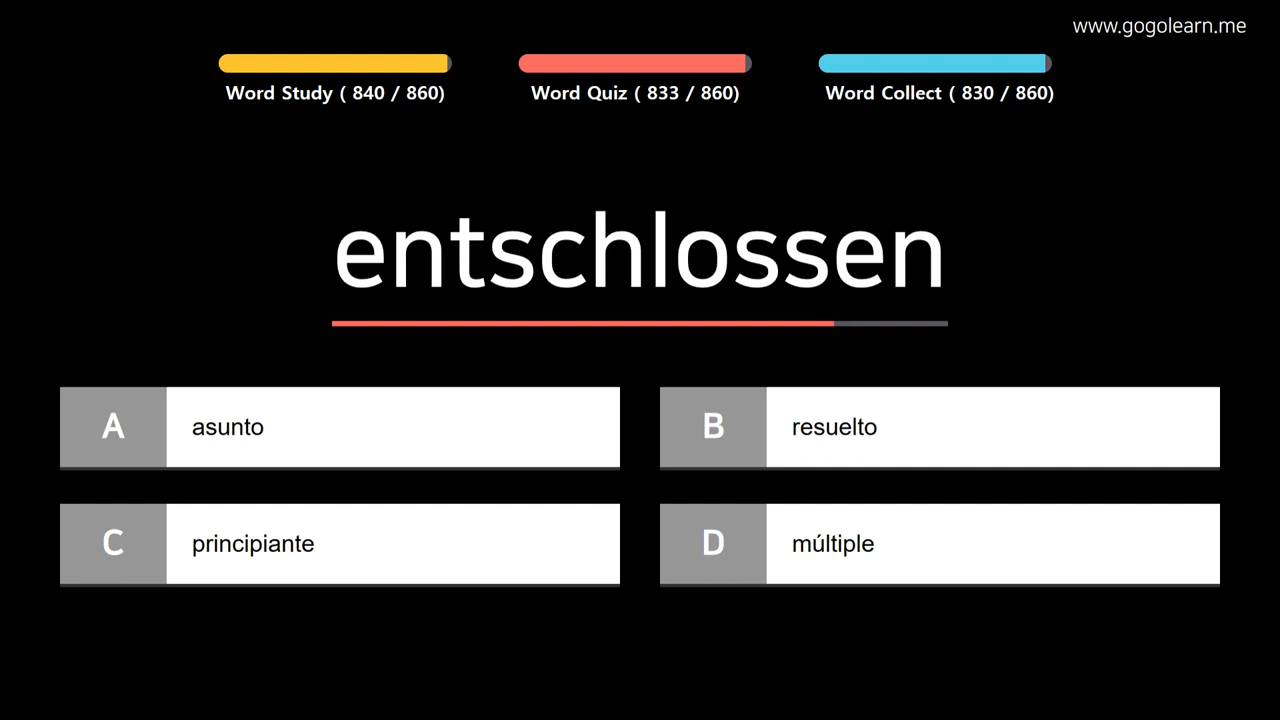 www.gogolearn.me
Word Study ( 840 / 860)
Word Quiz ( 833 / 860)
Word Collect ( 830 / 860)
entschlossen
A asunto
B resuelto
C principiante
D múltiple